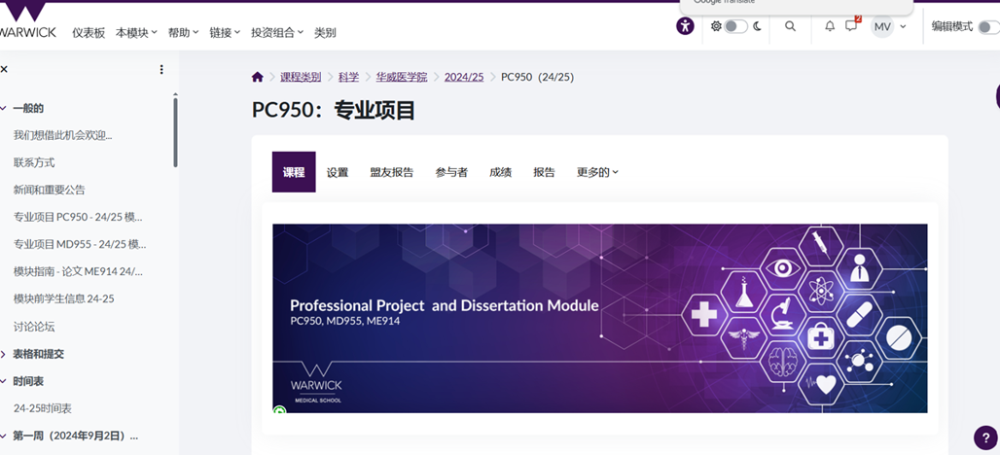 Google Translate
WARWICK
仪表板 本模块 帮助 链接 投资组合 类别
2
MV
编辑模式
一般的
我们想借此机会欢迎...
联系方式
新闻和重要公告
专业项目 PC950 - 24/25 模...
专业项目 MD955 - 24/25 模...
模块指南 - 论文 ME914 24/...
模块前学生信息 24-25
讨论论坛
表格和提交
时间表
24-25时间表
第一周（2024年9月2日）...
课程类别 科学 华威医学院 2024/25 PC950（24/25）
PC950：专业项目
课程 设置 盟友报告 参与者 成绩 报告 更多的
Professional Project and Dissertation Module
PC950, MD955, ME914
WARWICK
MEDICAL SCHOOL
?